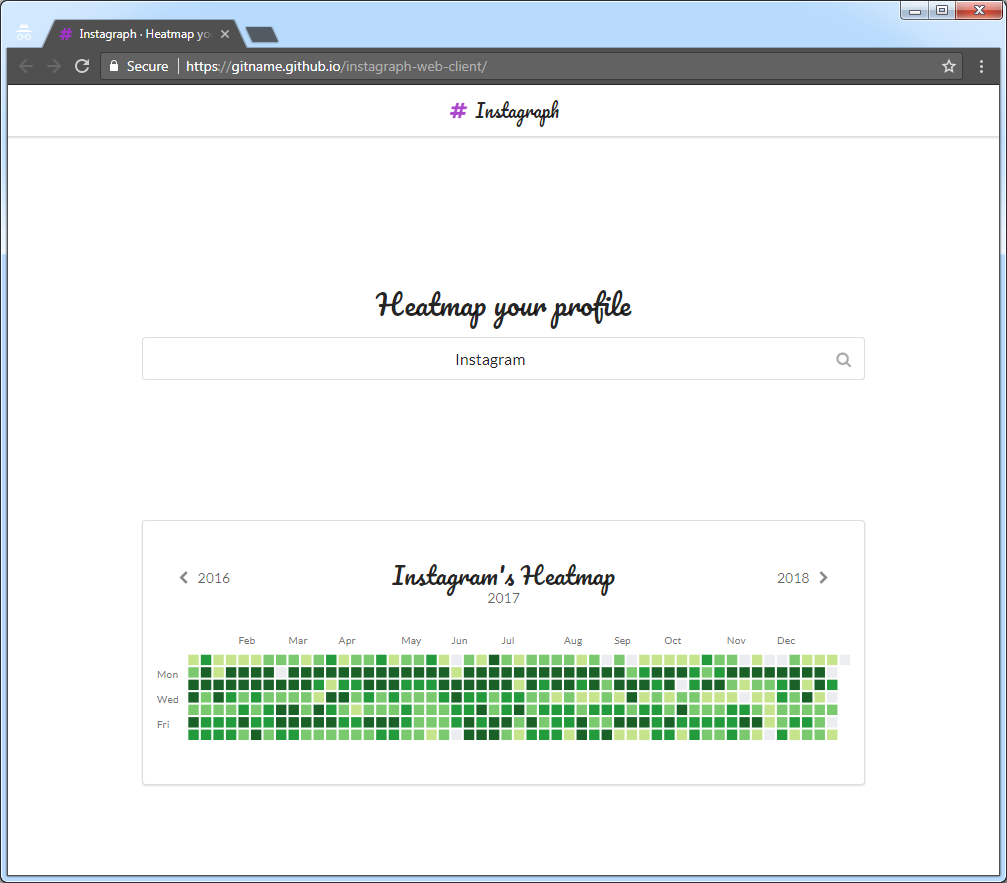 # Instagraph · Heatmap yo
Secure https://gitname.github.io/instagraph-web-client/
# Instagraph
Heatmap your profile
Instagram
2016 Instagram's Heatmap 2018
2017
Feb Mar Apr May Jun Jul Aug Sep Oct Nov Dec
Mon
Wed
Fri